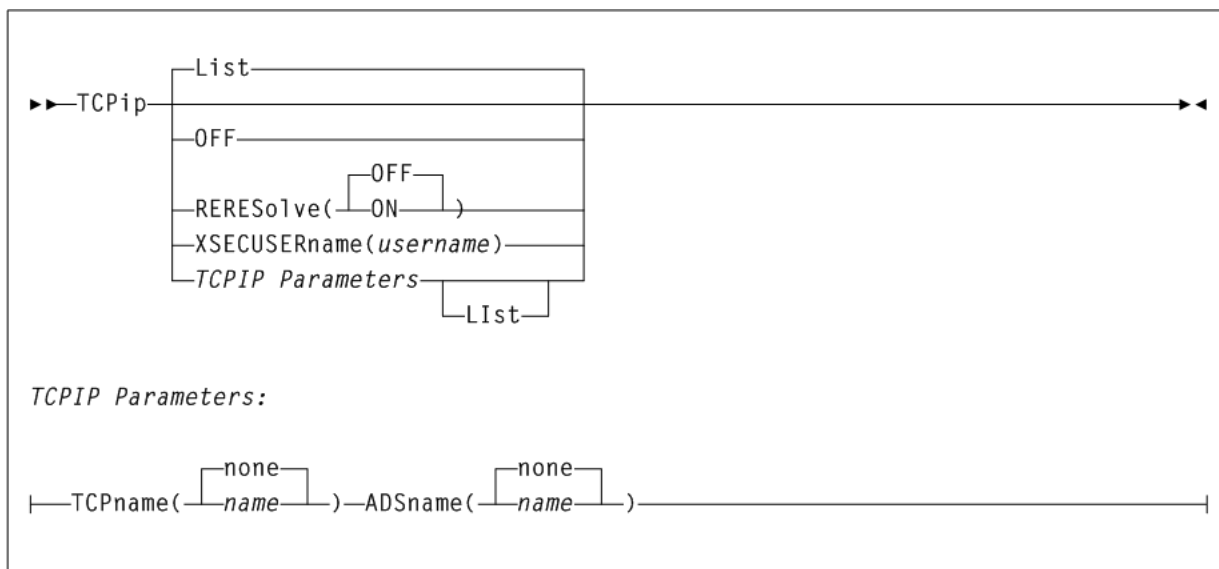 List
TCPip
OFF
OFF
RERESolve( ON )
XSECUSERname(username)
TCPIP Parameters
LIst
TCPIP Parameters:
none none
TCPname( name ) ADSname( name )